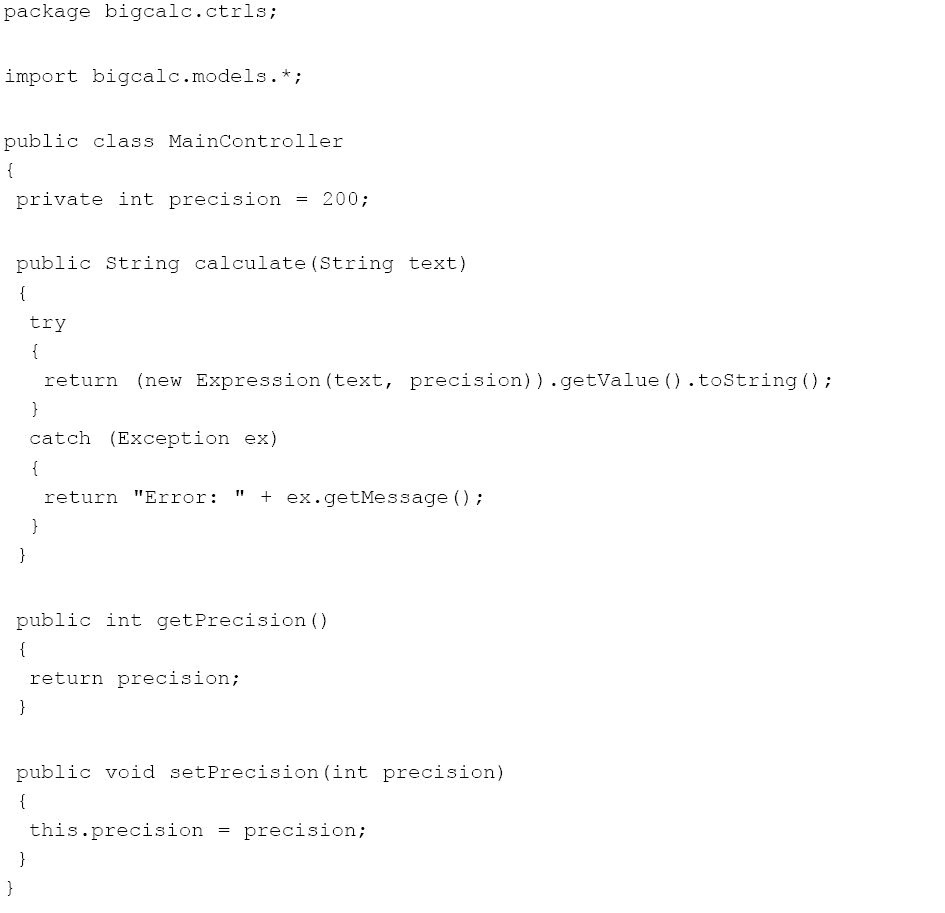 package bigcalc.ctrls;
import bigcalc.models.*;
public class MainController
{
private int precision = 200;
public String calculate(String text)
{
try
{
return (new Expression(text, precision)).getValue().toString();
}
catch (Exception ex)
{
return "Error: " + ex.getMessage();
}
}
public int getPrecision()
{
return precision;
}
public void setPrecision(int precision)
{
this.precision = precision;
}
}